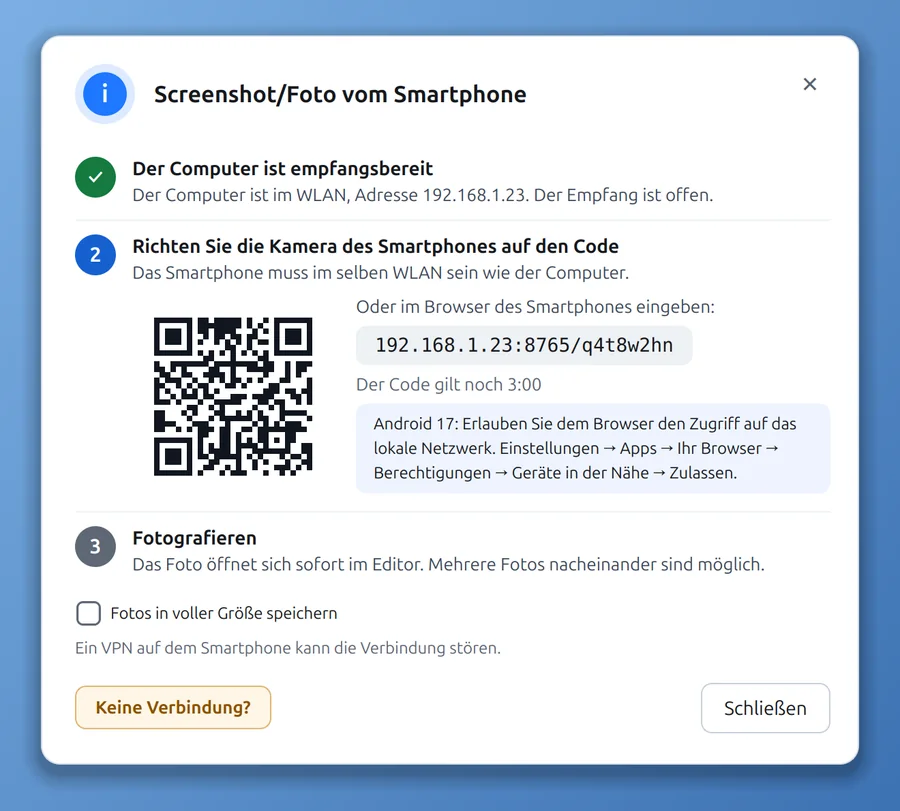 i
Screenshot/Foto vom Smartphone
Der Computer ist empfangsbereit
Der Computer ist im WLAN, Adresse 192.168.1.23. Der Empfang ist offen.
2
Richten Sie die Kamera des Smartphones auf den Code
Das Smartphone muss im selben WLAN sein wie der Computer.
Oder im Browser des Smartphones eingeben:
192.168.1.23:8765/q4t8w2hn
Der Code gilt noch 3:00
Android 17: Erlauben Sie dem Browser den Zugriff auf das
lokale Netzwerk. Einstellungen → Apps → Ihr Browser →
Berechtigungen → Geräte in der Nähe → Zulassen.
3
Fotografieren
Das Foto öffnet sich sofort im Editor. Mehrere Fotos nacheinander sind möglich.
Fotos in voller Größe speichern
Ein VPN auf dem Smartphone kann die Verbindung stören.
Keine Verbindung?
Schließen